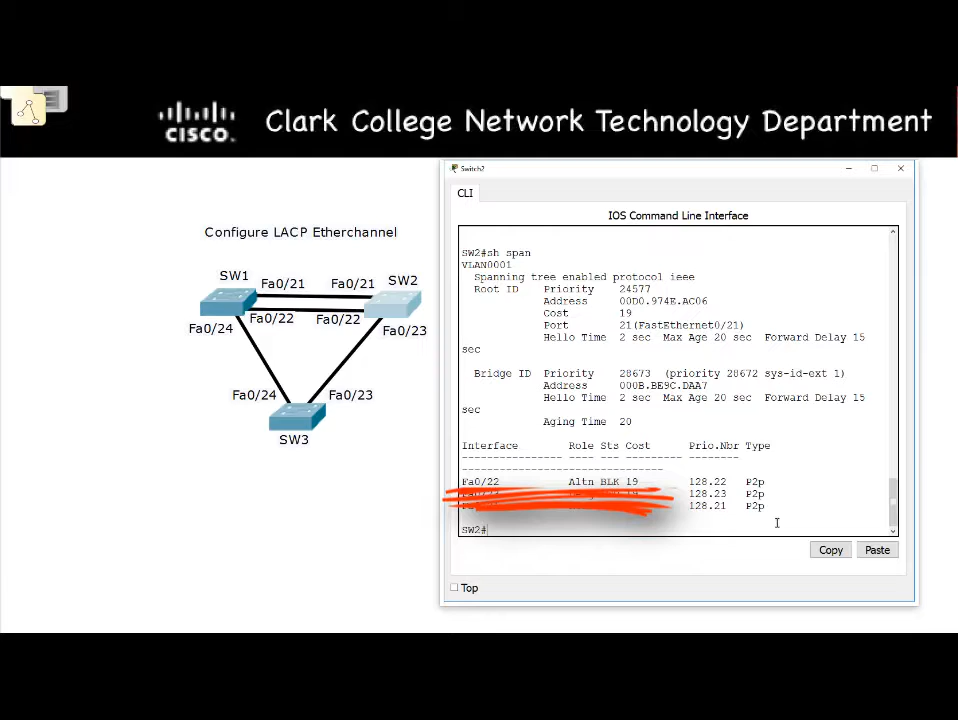 CISCO
Clark College Network Technology Department
Configure LACP Etherchannel
SW1
Fa0/21
Fa0/21
SW2
Fa0/24
Fa0/22
Fa0/22
Fa0/23
Fa0/24
Fa0/23
SW3
Switch2
CLI
IOS Command Line Interface
SW2#sh span
VLAN0001
Spanning tree enabled protocol ieee
Root ID Priority 24577
Address 00D0.974E.AC06
Cost 19
Port 21(FastEthernet0/21)
Hello Time 2 sec Max Age 20 sec Forward Delay 15
sec
Bridge ID Priority 28673 (priority 28672 sys-id-ext 1)
Address 000B.BE9C.DAA7
Hello Time 2 sec Max Age 20 sec Forward Delay 15
sec
Aging Time 20
Interface Role Sts Cost Prio.Nbr Type
---------------- ---- --- --------- -------- 
--------------------------------
Fa0/22 Altn BLK 19 128.22 P2p
128.23 P2p
128.21 P2p
SW2#
Copy Paste
Top